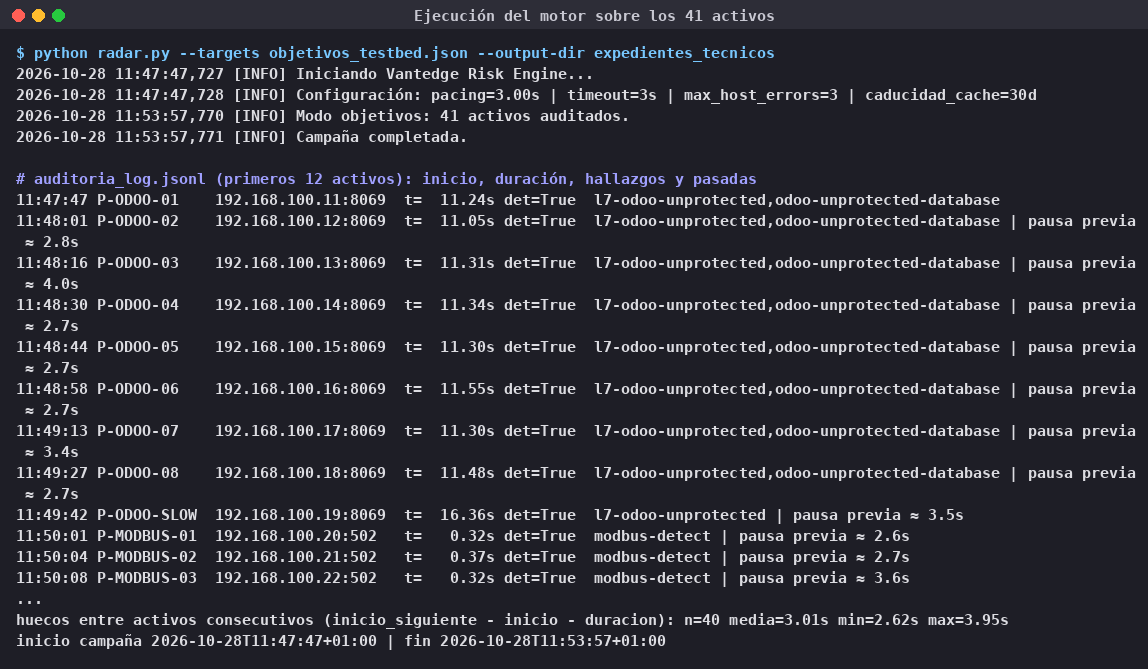 Ejecución del motor sobre los 41 activos
$ python radar.py --targets objetivos_testbed.json --output-dir expedientes_tecnicos
2026-10-28 11:47:47,727 [INFO] Iniciando Vantedge Risk Engine...
2026-10-28 11:47:47,728 [INFO] Configuración: pacing=3.00s | timeout=3s | max_host_errors=3 | caducidad_cache=30d
2026-10-28 11:53:57,770 [INFO] Modo objetivos: 41 activos auditados.
2026-10-28 11:53:57,771 [INFO] Campaña completada.
# auditoria_log.jsonl (primeros 12 activos): inicio, duración, hallazgos y pasadas
11:47:47 P-ODOO-01    192.168.100.11:8069  t=  11.24s det=True  l7-odoo-unprotected,odoo-unprotected-database
11:48:01 P-ODOO-02    192.168.100.12:8069  t=  11.05s det=True  l7-odoo-unprotected,odoo-unprotected-database | pausa previa
≈ 2.8s
11:48:16 P-ODOO-03    192.168.100.13:8069  t=  11.31s det=True  l7-odoo-unprotected,odoo-unprotected-database | pausa previa
≈ 4.0s
11:48:30 P-ODOO-04    192.168.100.14:8069  t=  11.34s det=True  l7-odoo-unprotected,odoo-unprotected-database | pausa previa
≈ 2.7s
11:48:44 P-ODOO-05    192.168.100.15:8069  t=  11.30s det=True  l7-odoo-unprotected,odoo-unprotected-database | pausa previa
≈ 2.7s
11:48:58 P-ODOO-06    192.168.100.16:8069  t=  11.55s det=True  l7-odoo-unprotected,odoo-unprotected-database | pausa previa
≈ 2.7s
11:49:13 P-ODOO-07    192.168.100.17:8069  t=  11.30s det=True  l7-odoo-unprotected,odoo-unprotected-database | pausa previa
≈ 3.4s
11:49:27 P-ODOO-08    192.168.100.18:8069  t=  11.48s det=True  l7-odoo-unprotected,odoo-unprotected-database | pausa previa
≈ 2.7s
11:49:42 P-ODOO-SLOW  192.168.100.19:8069  t=  16.36s det=True  l7-odoo-unprotected | pausa previa ≈ 3.5s
11:50:01 P-MODBUS-01  192.168.100.20:502   t=   0.32s det=True  modbus-detect | pausa previa ≈ 2.6s
11:50:04 P-MODBUS-02  192.168.100.21:502   t=   0.37s det=True  modbus-detect | pausa previa ≈ 2.7s
11:50:08 P-MODBUS-03  192.168.100.22:502   t=   0.32s det=True  modbus-detect | pausa previa ≈ 3.6s
...
huecos entre activos consecutivos (inicio_siguiente - inicio - duracion): n=40 media=3.01s min=2.62s max=3.95s
inicio campaña 2026-10-28T11:47:47+01:00 | fin 2026-10-28T11:53:57+01:00